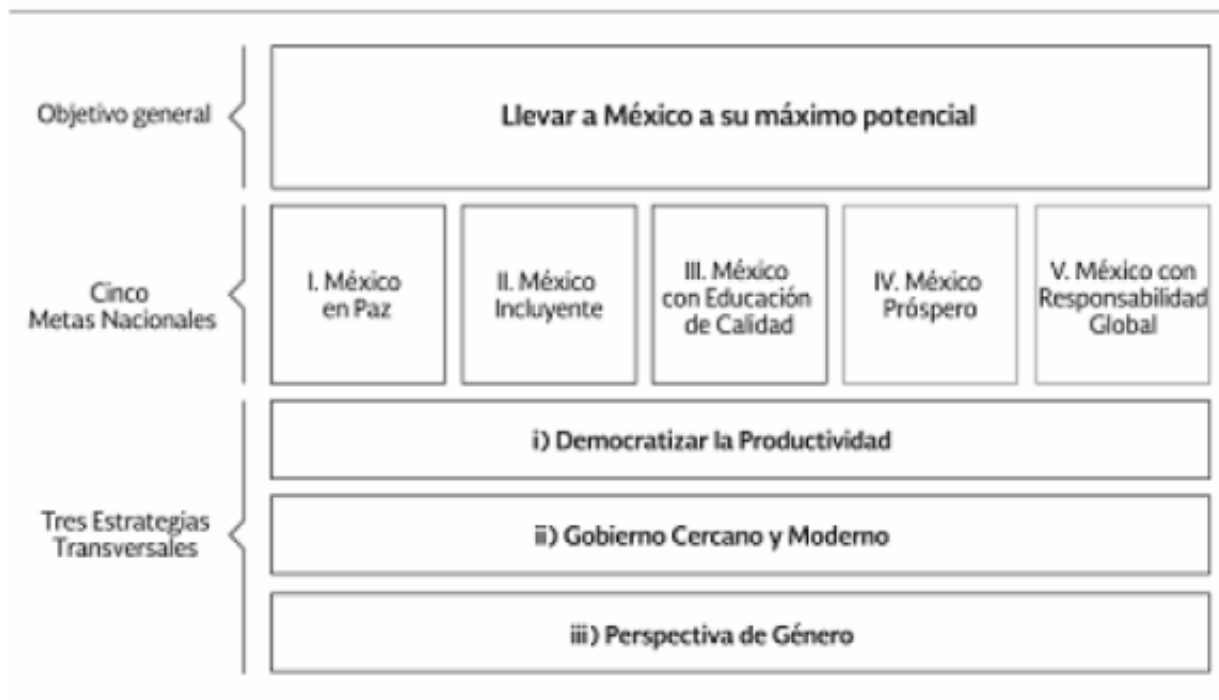 Objetivo general
Llevar a México a su máximo potencial
Cinco
Metas Nacionales
I. México
en Paz
II. México
Incluyente
III. México
con Educación
de Calidad
IV. México
Próspero
V. México con
Responsabilidad
Global
Tres Estrategias
Transversales
i) Democratizar la Productividad
ii) Gobierno Cercano y Moderno
iii) Perspectiva de Género